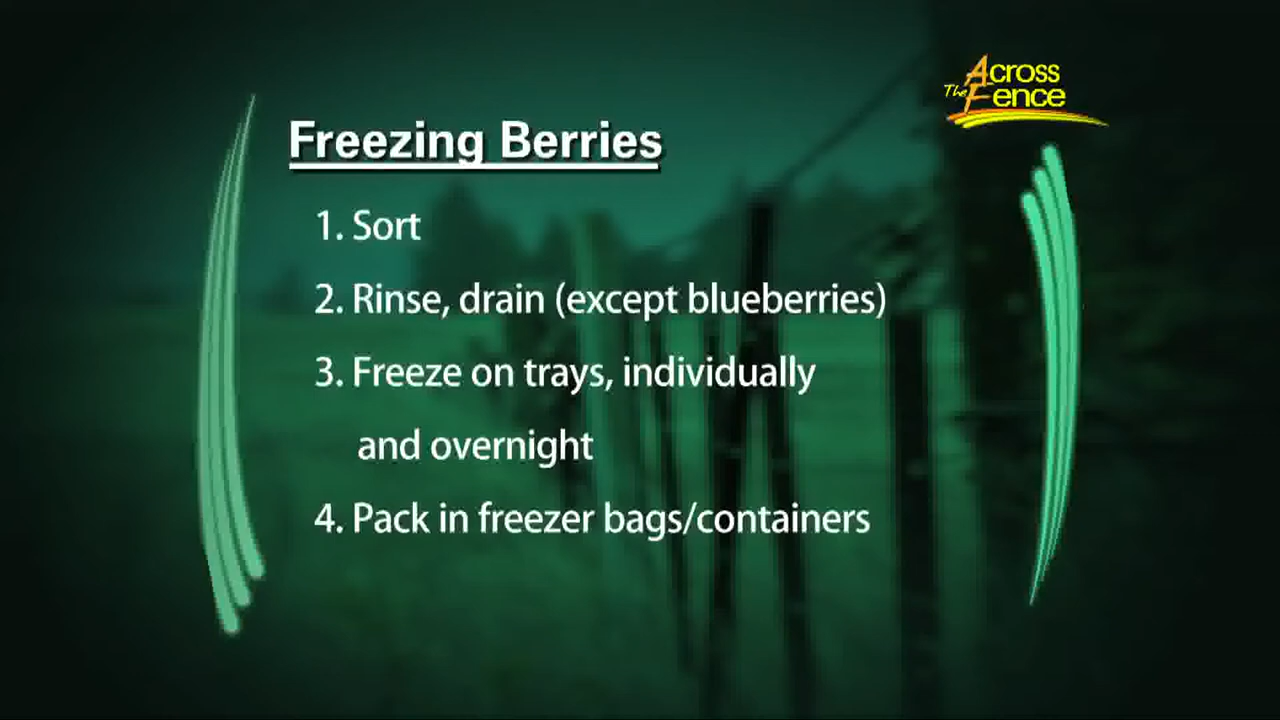 Across
The Fence
Freezing Berries
1. Sort
2. Rinse, drain (except blueberries)
3. Freeze on trays, individually
and overnight
4. Pack in freezer bags/containers